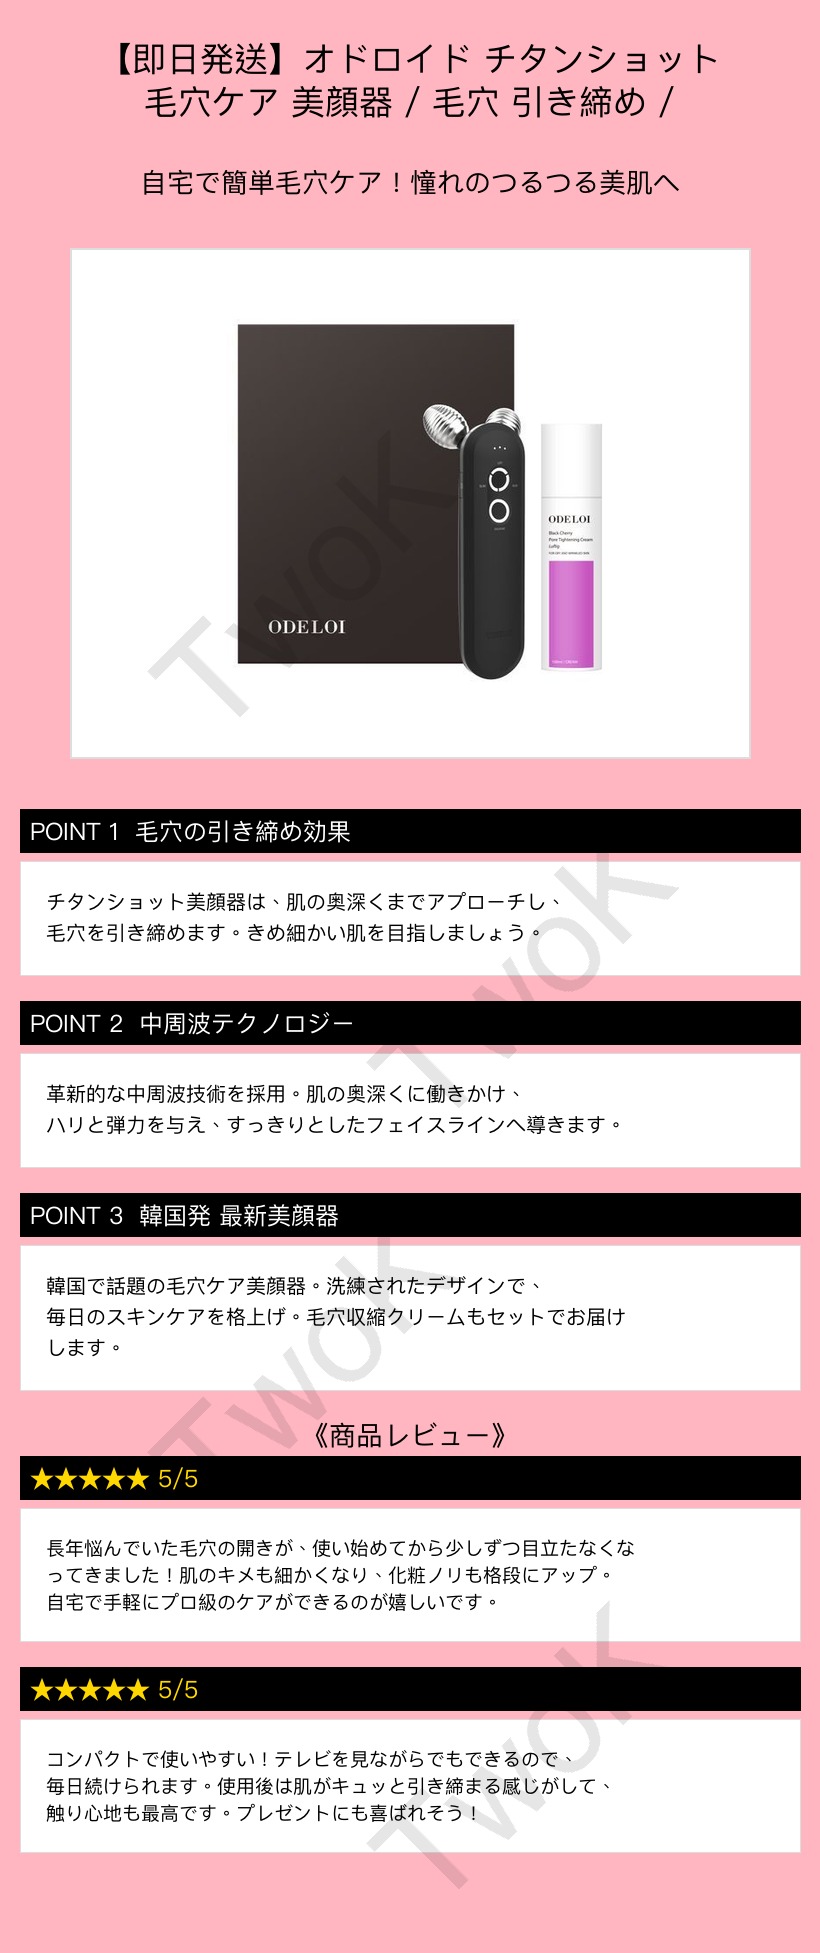 【即日発送】オドロイド チタンショット
毛穴ケア 美顔器 / 毛穴 引き締め /
自宅で簡単毛穴ケア！憧れのつるつる美肌へ
ODELOI
ODELOI
Black Cherry
Pore Tightening Cream
TwoK
POINT 1 毛穴の引き締め効果
チタンショット美顔器は、肌の奥深くまでアプローチし、
毛穴を引き締めます。きめ細かい肌を目指しましょう。
TwoK
POINT 2 中周波テクノロジー
革新的な中周波技術を採用。肌の奥深くに働きかけ、
ハリと弾力を与え、すっきりとしたフェイスラインへ導きます。
POINT 3 韓国発 最新美顔器
韓国で話題の毛穴ケア美顔器。洗練されたデザインで、
毎日のスキンケアを格上げ。毛穴収縮クリームもセットでお届け
します。
TwoK
《商品レビュー》
★★★★★ 5/5
長年悩んでいた毛穴の開きが、使い始めてから少しずつ目立たなくな
ってきました！肌のキメも細かくなり、化粧ノリも格段にアップ。
自宅で手軽にプロ級のケアができるのが嬉しいです。
★★★★★ 5/5
コンパクトで使いやすい！テレビを見ながらでもできるので、
毎日続けられます。使用後は肌がキュッと引き締まる感じがして、
触り心地も最高です。プレゼントにも喜ばれそう！
TwoK